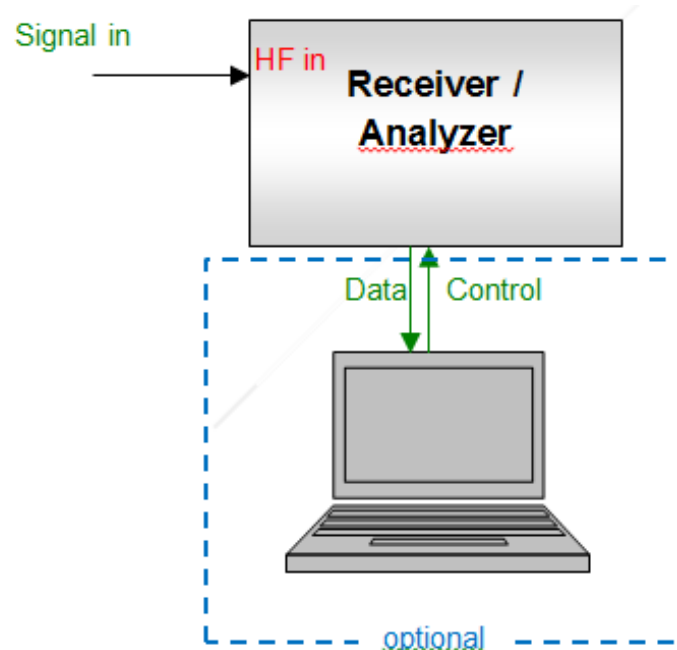 Signal in
HF in
Receiver /
Analyzer
Data
Control
optional